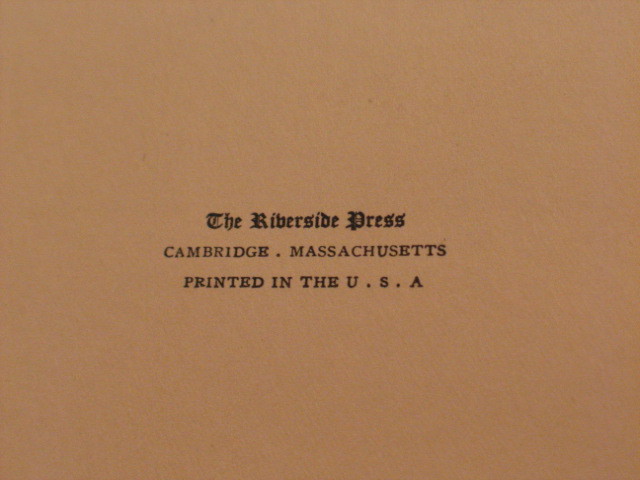 The Riverside Press
CAMBRIDGE . MASSACHUSETTS
PRINTED IN THE U . S . A